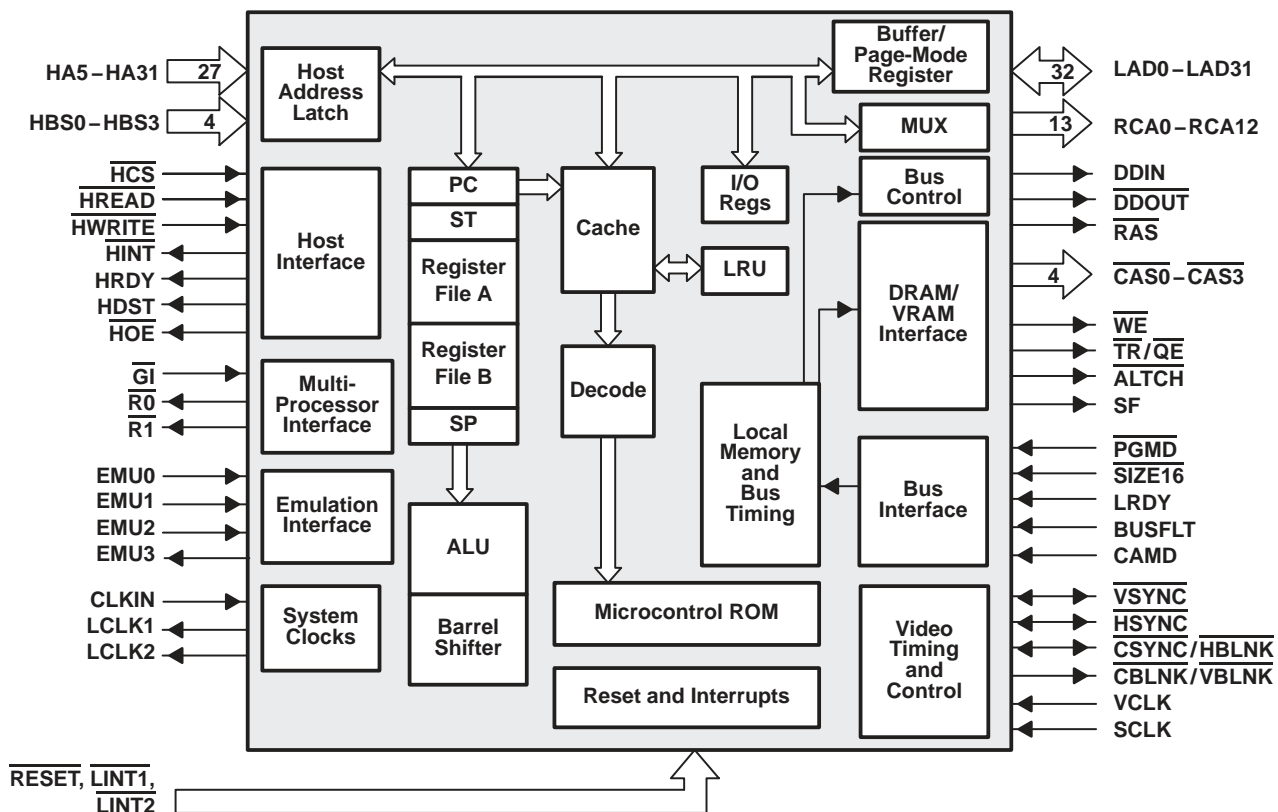 HA5–HA31
27
HBS0–HBS3
4
HCS
HREAD
HWRITE
HINT
HRDY
HDST
HOE
GI
R0
R1
EMU0
EMU1
EMU2
EMU3
CLKIN
LCLK1
LCLK2
RESET, LINT1,
LINT2
Host
Address
Latch
Host
Interface
Multi-
Processor
Interface
Emulation
Interface
System
Clocks
PC
ST
Register
File A
Register
File B
SP
ALU
Barrel
Shifter
Cache
Decode
Microcontrol ROM
Reset and Interrupts
I/O
Regs
LRU
Local
Memory
and
Bus
Timing
Buffer/
Page-Mode
Register
MUX
Bus
Control
DRAM/
VRAM
Interface
Bus
Interface
Video
Timing
and
Control
32
LAD0–LAD31
13
RCA0–RCA12
DDIN
DDOUT
RAS
4
CAS0–CAS3
WE
TR/QE
ALTCH
SF
PGMD
SIZE16
LRDY
BUSFLT
CAMD
VSYNC
HSYNC
CSYNC/HBLNK
CBLNK/VBLNK
VCLK
SCLK